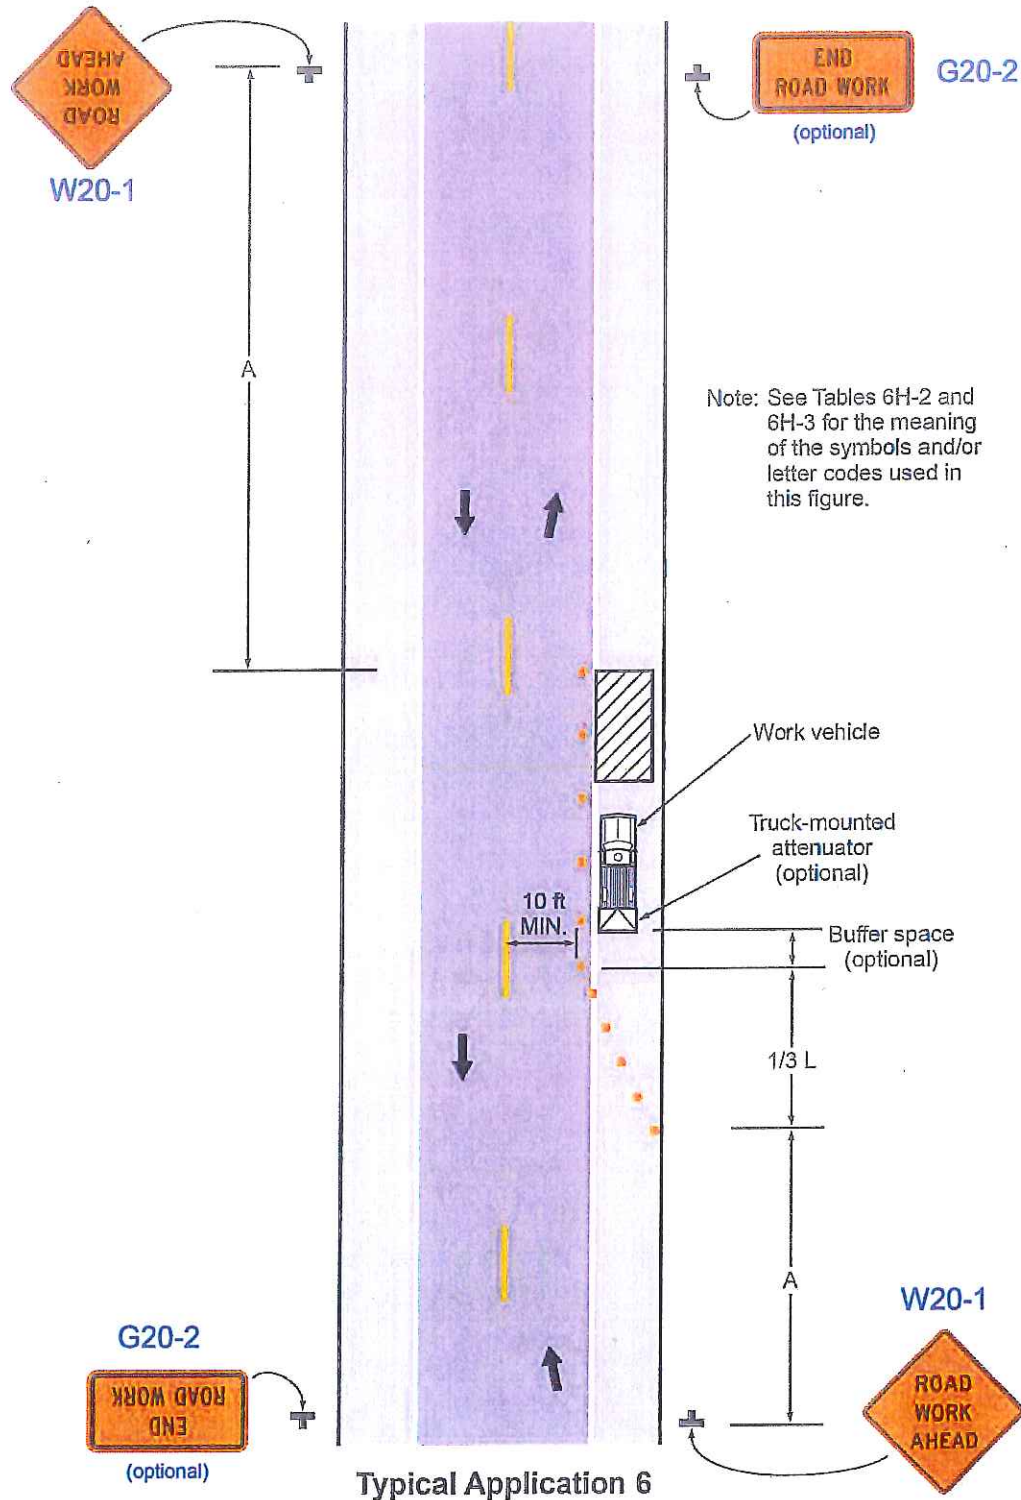 ROAD
WORK
AHEAD
W20-1
END
ROAD WORK
G20-2
(optional)
A
Note: See Tables 6H-2 and
6H-3 for the meaning
of the symbols and/or
letter codes used in
this figure.
Work vehicle
Truck-mounted
attenuator
(optional)
10 ft
MIN.
Buffer space
(optional)
1/3 L
A
W20-1
G20-2
END
ROAD WORK
(optional)
ROAD
WORK
AHEAD
Typical Application 6